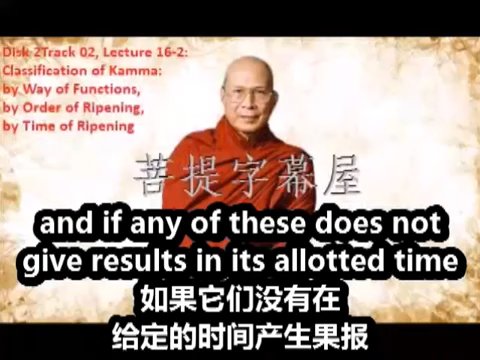 Disk 2Track 02, Lecture 16-2:
Classification of Kamma:
by Way of Functions,
by Order of Ripening,
by Time of Ripening
菩提字幕屋
and if any of these does not
give results in its allotted time
如果它们没有在
给定的时间产生果报